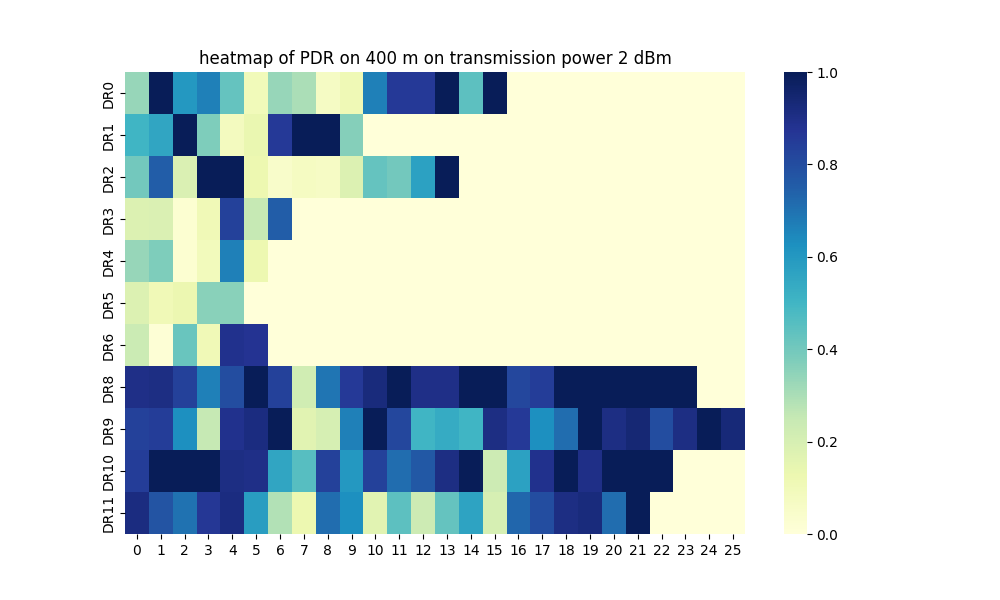 heatmap of PDR on 400 m on transmission power 2 dBm
DR0
DR1
DR2
DR3
DR4
DR5
DR6
DR8
DR9
DR10
DR11
0 1 2 3 4 5 6 7 8 9 10 11 12 13 14 15 16 17 18 19 20 21 22 23 24 25
1.0
0.8
0.6
0.4
0.2
0.0